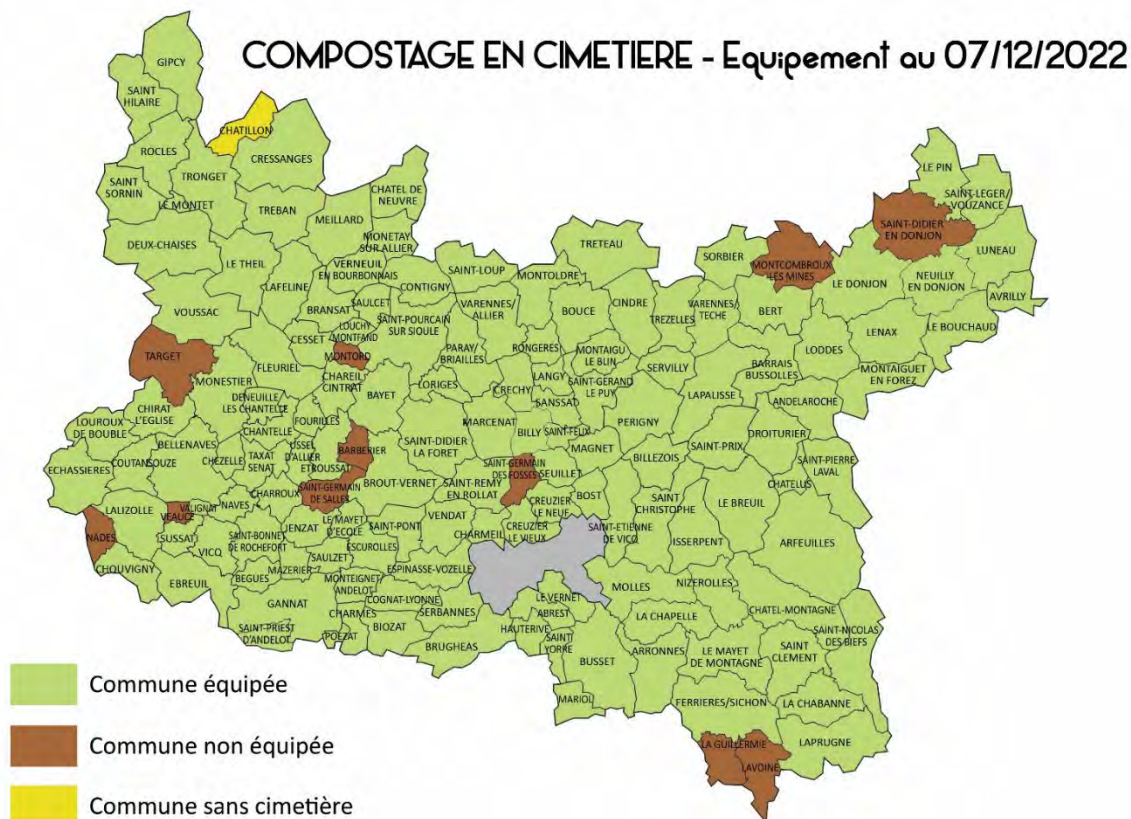 COMPOSTAGE EN CIMETIERE - Equipement au 07/12/2022
GIPCY
SAINT
HILAIRE
CHATILLON
ROCLES
CRESSANGES
TRONGET
SAINT
SORNIN
LE MONTET
TREBAN
MEILLARD
CHATEL DE
NEUVRE
DEUX-CHAISES
MONETAY
SUR ALLIER
LE THEIL
VERNEUIL
EN BOURBONNAIS
LE PIN
SAINT-LEGER/
VOUZANCE
SAINT-DIDIER
EN DONJON
LUNEAU
TRETEAU
SORBIER
MONTCOMBROUX
LES MINES
LE DONJON
NEUILLY
EN DONJON
AVRILLY
SAINT-LOUP
MONTOLDRE
LAFELINE
CONTIGNY
VOUSSAC
BRANSAT
SAULCET
SAINT-POURCAIN
SUR SIOULE
VARENNES/
ALLIER
BOUCE
CINDRE
TREZELLES
VARENNES/
TECHE
BERT
LENAX
LE BOUCHAUD
CESSET
LOUCHY
MONTFAND
TARGET
MONTORD
PARAY/
BRIAILLES
RONGERES
MONTAIGU
LE BLIN
LODDES
MONTAIGUET
EN FOREZ
FLEURIEL
MONESTIER
CHAREIL
CINTRAT
BAYET
LORIGES
CRECHY
LANGY
SAINT-GERAND
LE PUY
SERVILLY
BARRAIS
BUSSOLLES
LAPALISSE
ANDELAROCHE
DENEUILLE
LES CHANTELLE
SANSSAT
CHIRAT
L'EGLISE
LOUROUX
DE BOUBLE
FOURILLES
CHANTELLE
MARCENAT
BILLY
SAINT-FELIX
PERIGNY
DROITURIER
BELLENAVES
USSEL
D'ALLIER
BARBERIER
SAINT-DIDIER
LA FORET
MAGNET
BILLEZOIS
SAINT-PRIX
ECHASSIERES
CHEZELLE
TAXAT
SENAT
ETROUSSAT
SAINT-GERMAIN
DES FOSSES
SEUILLET
SAINT-PIERRE
LAVAL
CHATELUS
CHARROUX
SAINT-GERMAIN
DE SALLES
BROUT-VERNET
SAINT-REMY
EN ROLLAT
BOST
SAINT
CHRISTOPHE
LE BREUIL
LALIZOLLE
VALIGNAT
VEAUCE
NAVES
CREUZIER
LE NEUF
NADES
SUSSAT
SAINT-BONNET
DE ROCHEFORT
JENZAT
LE MAYET
D'ECOLE
SAINT-PONT
VENDAT
CHARMEIL
CREUZIER
LE VIEUX
SAINT-ETIENNE
DE VICQ
ISSERPENT
ARFEUILLES
VICQ
SAULZET
ESCUROLLES
CHOUVIGNY
EBREUIL
BEGUES
MAZERIER
MONTEIGNET/
ANDELOT
ESPINASSE-VOZELLE
MOLLES
NIZEROLLES
GANNAT
COGNAT-LYONNE
LE VERNET
ABREST
SERBANNES
CHARMES
LA CHAPELLE
CHATEL-MONTAGNE
SAINT-PRIEST
D'ANDELOT
POEZAT
BIOZAT
HAUTERIVE
SAINT
YORRE
SAINT-NICOLAS
DES BIEFS
BRUGHEAS
BUSSET
ARRONNES
LE MAYET
DE MONTAGNE
SAINT
CLEMENT
MARIOL
FERRIERES/SICHON
LA CHABANNE
LA GUILLERMIE
LAVOINE
LAPRUGNE
Commune équipée
Commune non équipée
Commune sans cimetière